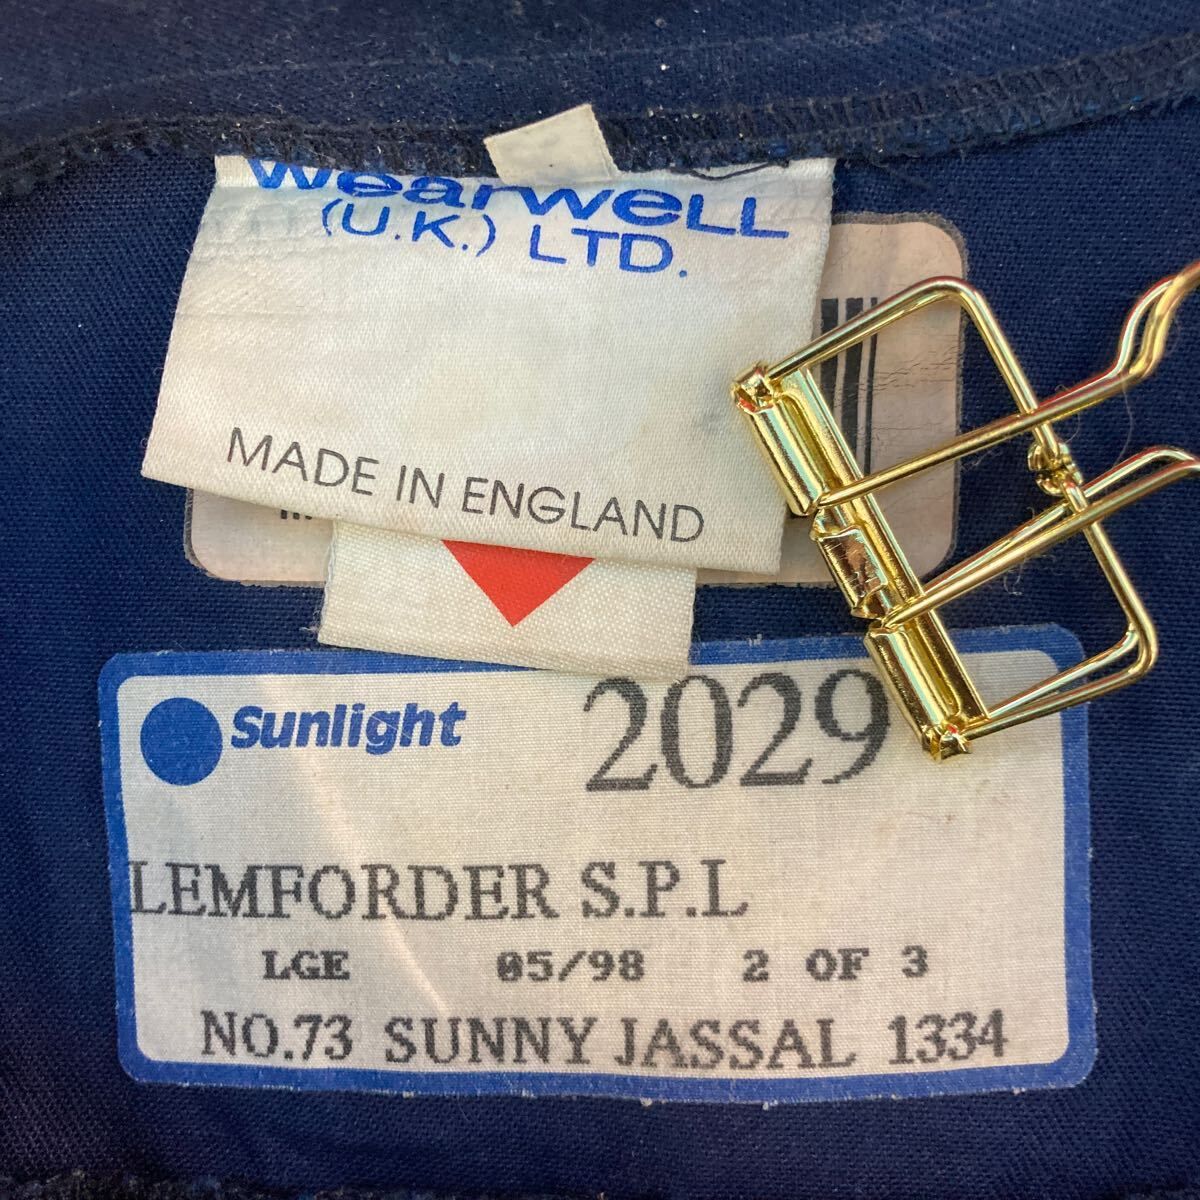 wearwell
(U.K.) LTD.
MADE IN ENGLAND
Sunlight
2029
LEMFORDER S.P.L
LGE 05/98 2 OF 3
NO.73 SUNNY JASSAL 1334